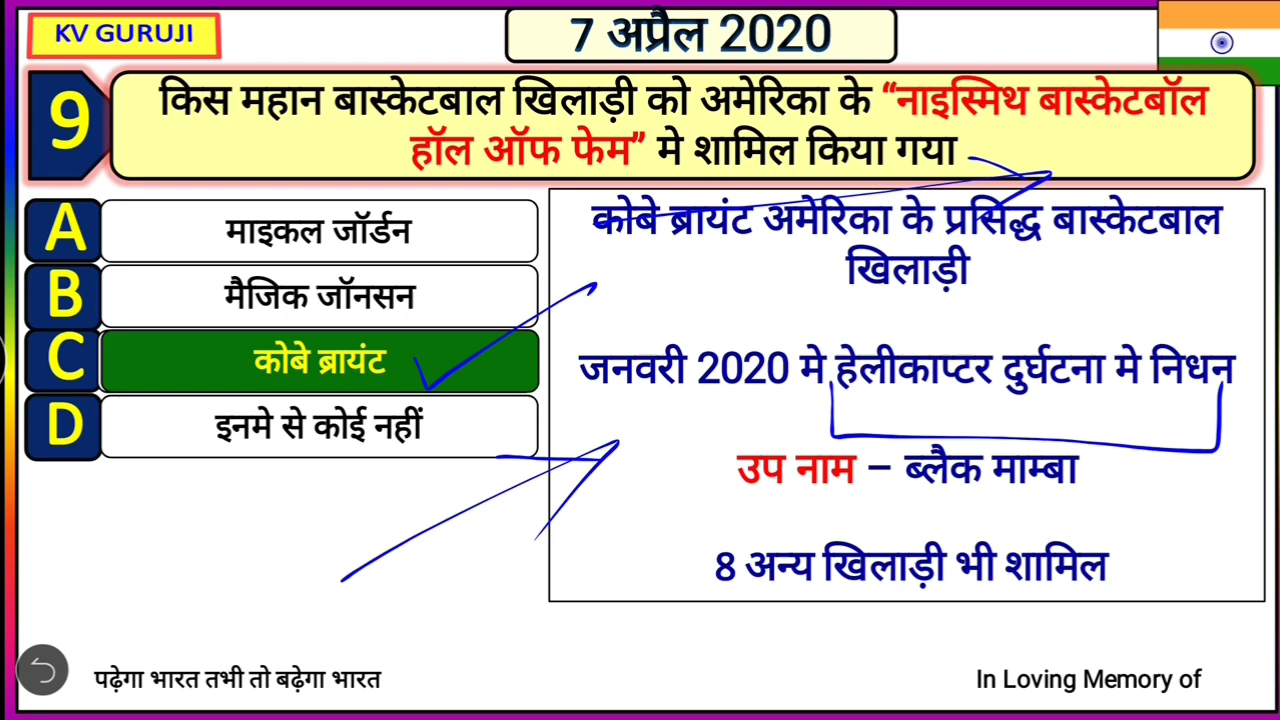 KV GURUJI
7 अप्रैल 2020
9
किस महान बास्केटबाल खिलाड़ी को अमेरिका के “नाइस्मिथ बास्केटबॉल
हॉल ऑफ फेम” मे शामिल किया गया
A माइकल जॉर्डन
B मैजिक जॉनसन
C कोबे ब्रायंट
D इनमे से कोई नहीं
कोबे ब्रायंट अमेरिका के प्रसिद्ध बास्केटबाल
खिलाड़ी
जनवरी 2020 मे हेलीकाप्टर दुर्घटना मे निधन
उप नाम – ब्लैक माम्बा
8 अन्य खिलाड़ी भी शामिल
पढ़ेगा भारत तभी तो बढ़ेगा भारत
In Loving Memory of